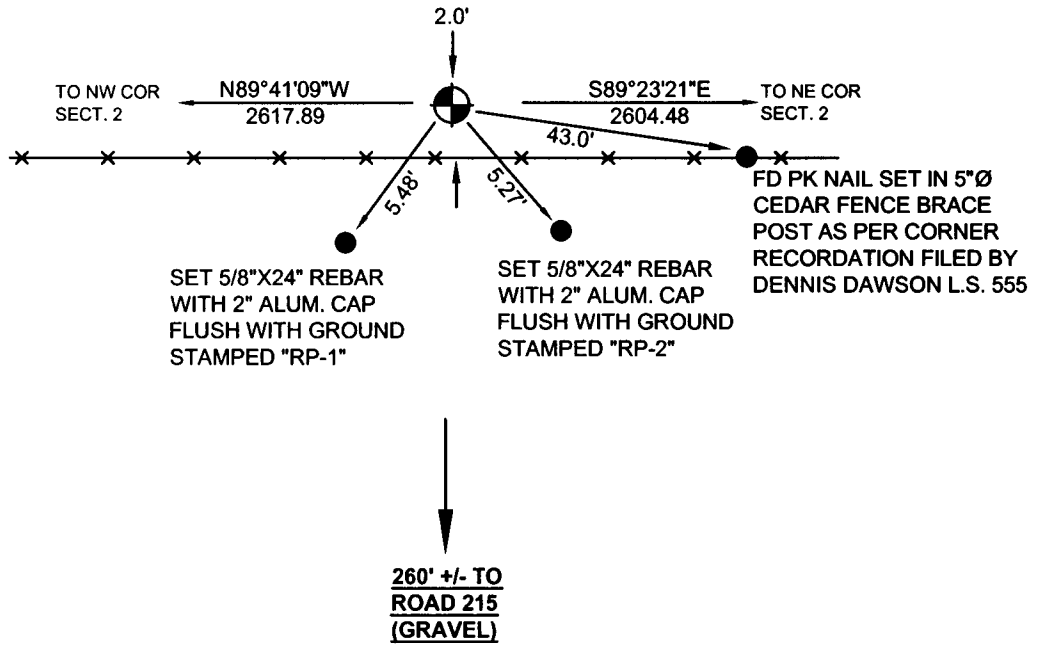 2.0'
TO NW COR
SECT. 2
N89°41'09"W
2617.89
S89°23'21"E
2604.48
TO NE COR
SECT. 2
43.0'
5.48'
5.27'
FD PK NAIL SET IN 5"Ø
CEDAR FENCE BRACE
POST AS PER CORNER
RECORDATION FILED BY
DENNIS DAWSON L.S. 555
SET 5/8"X24" REBAR
WITH 2" ALUM. CAP
FLUSH WITH GROUND
STAMPED "RP-1"
SET 5/8"X24" REBAR
WITH 2" ALUM. CAP
FLUSH WITH GROUND
STAMPED "RP-2"
260' +/- TO
ROAD 215
(GRAVEL)